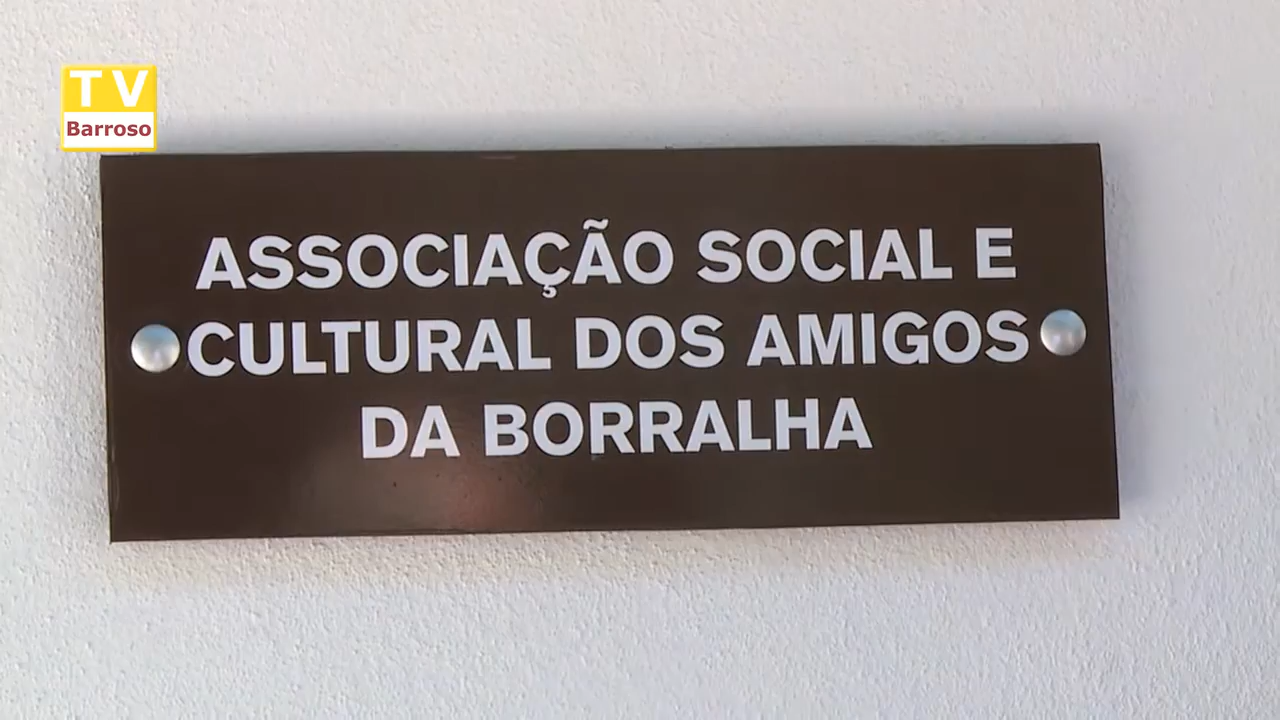 TV
Barroso
ASSOCIAÇÃO SOCIAL E
CULTURAL DOS AMIGOS
DA BORRALHA